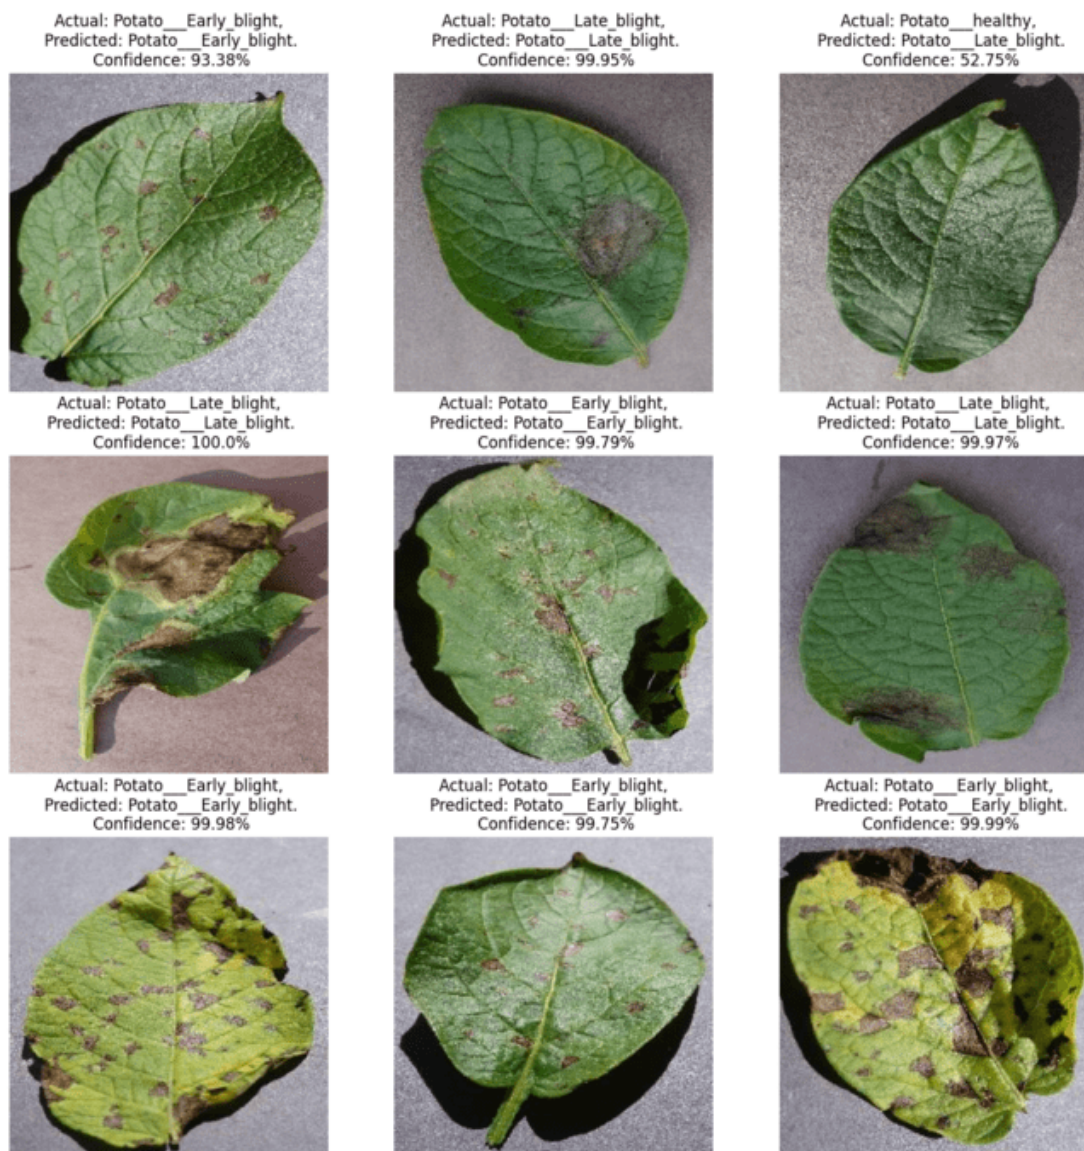 Actual: Potato___Early_blight,
Predicted: Potato___Early_blight.
Confidence: 93.38%
Actual: Potato___Late_blight,
Predicted: Potato___Late_blight.
Confidence: 99.95%
Actual: Potato___healthy,
Predicted: Potato___Late_blight.
Confidence: 52.75%
Actual: Potato___Late_blight,
Predicted: Potato___Late_blight.
Confidence: 100.0%
Actual: Potato___Early_blight,
Predicted: Potato___Early_blight.
Confidence: 99.79%
Actual: Potato___Late_blight,
Predicted: Potato___Late_blight.
Confidence: 99.97%
Actual: Potato___Early_blight,
Predicted: Potato___Early_blight.
Confidence: 99.98%
Actual: Potato___Early_blight,
Predicted: Potato___Early_blight.
Confidence: 99.75%
Actual: Potato___Early_blight,
Predicted: Potato___Early_blight.
Confidence: 99.99%